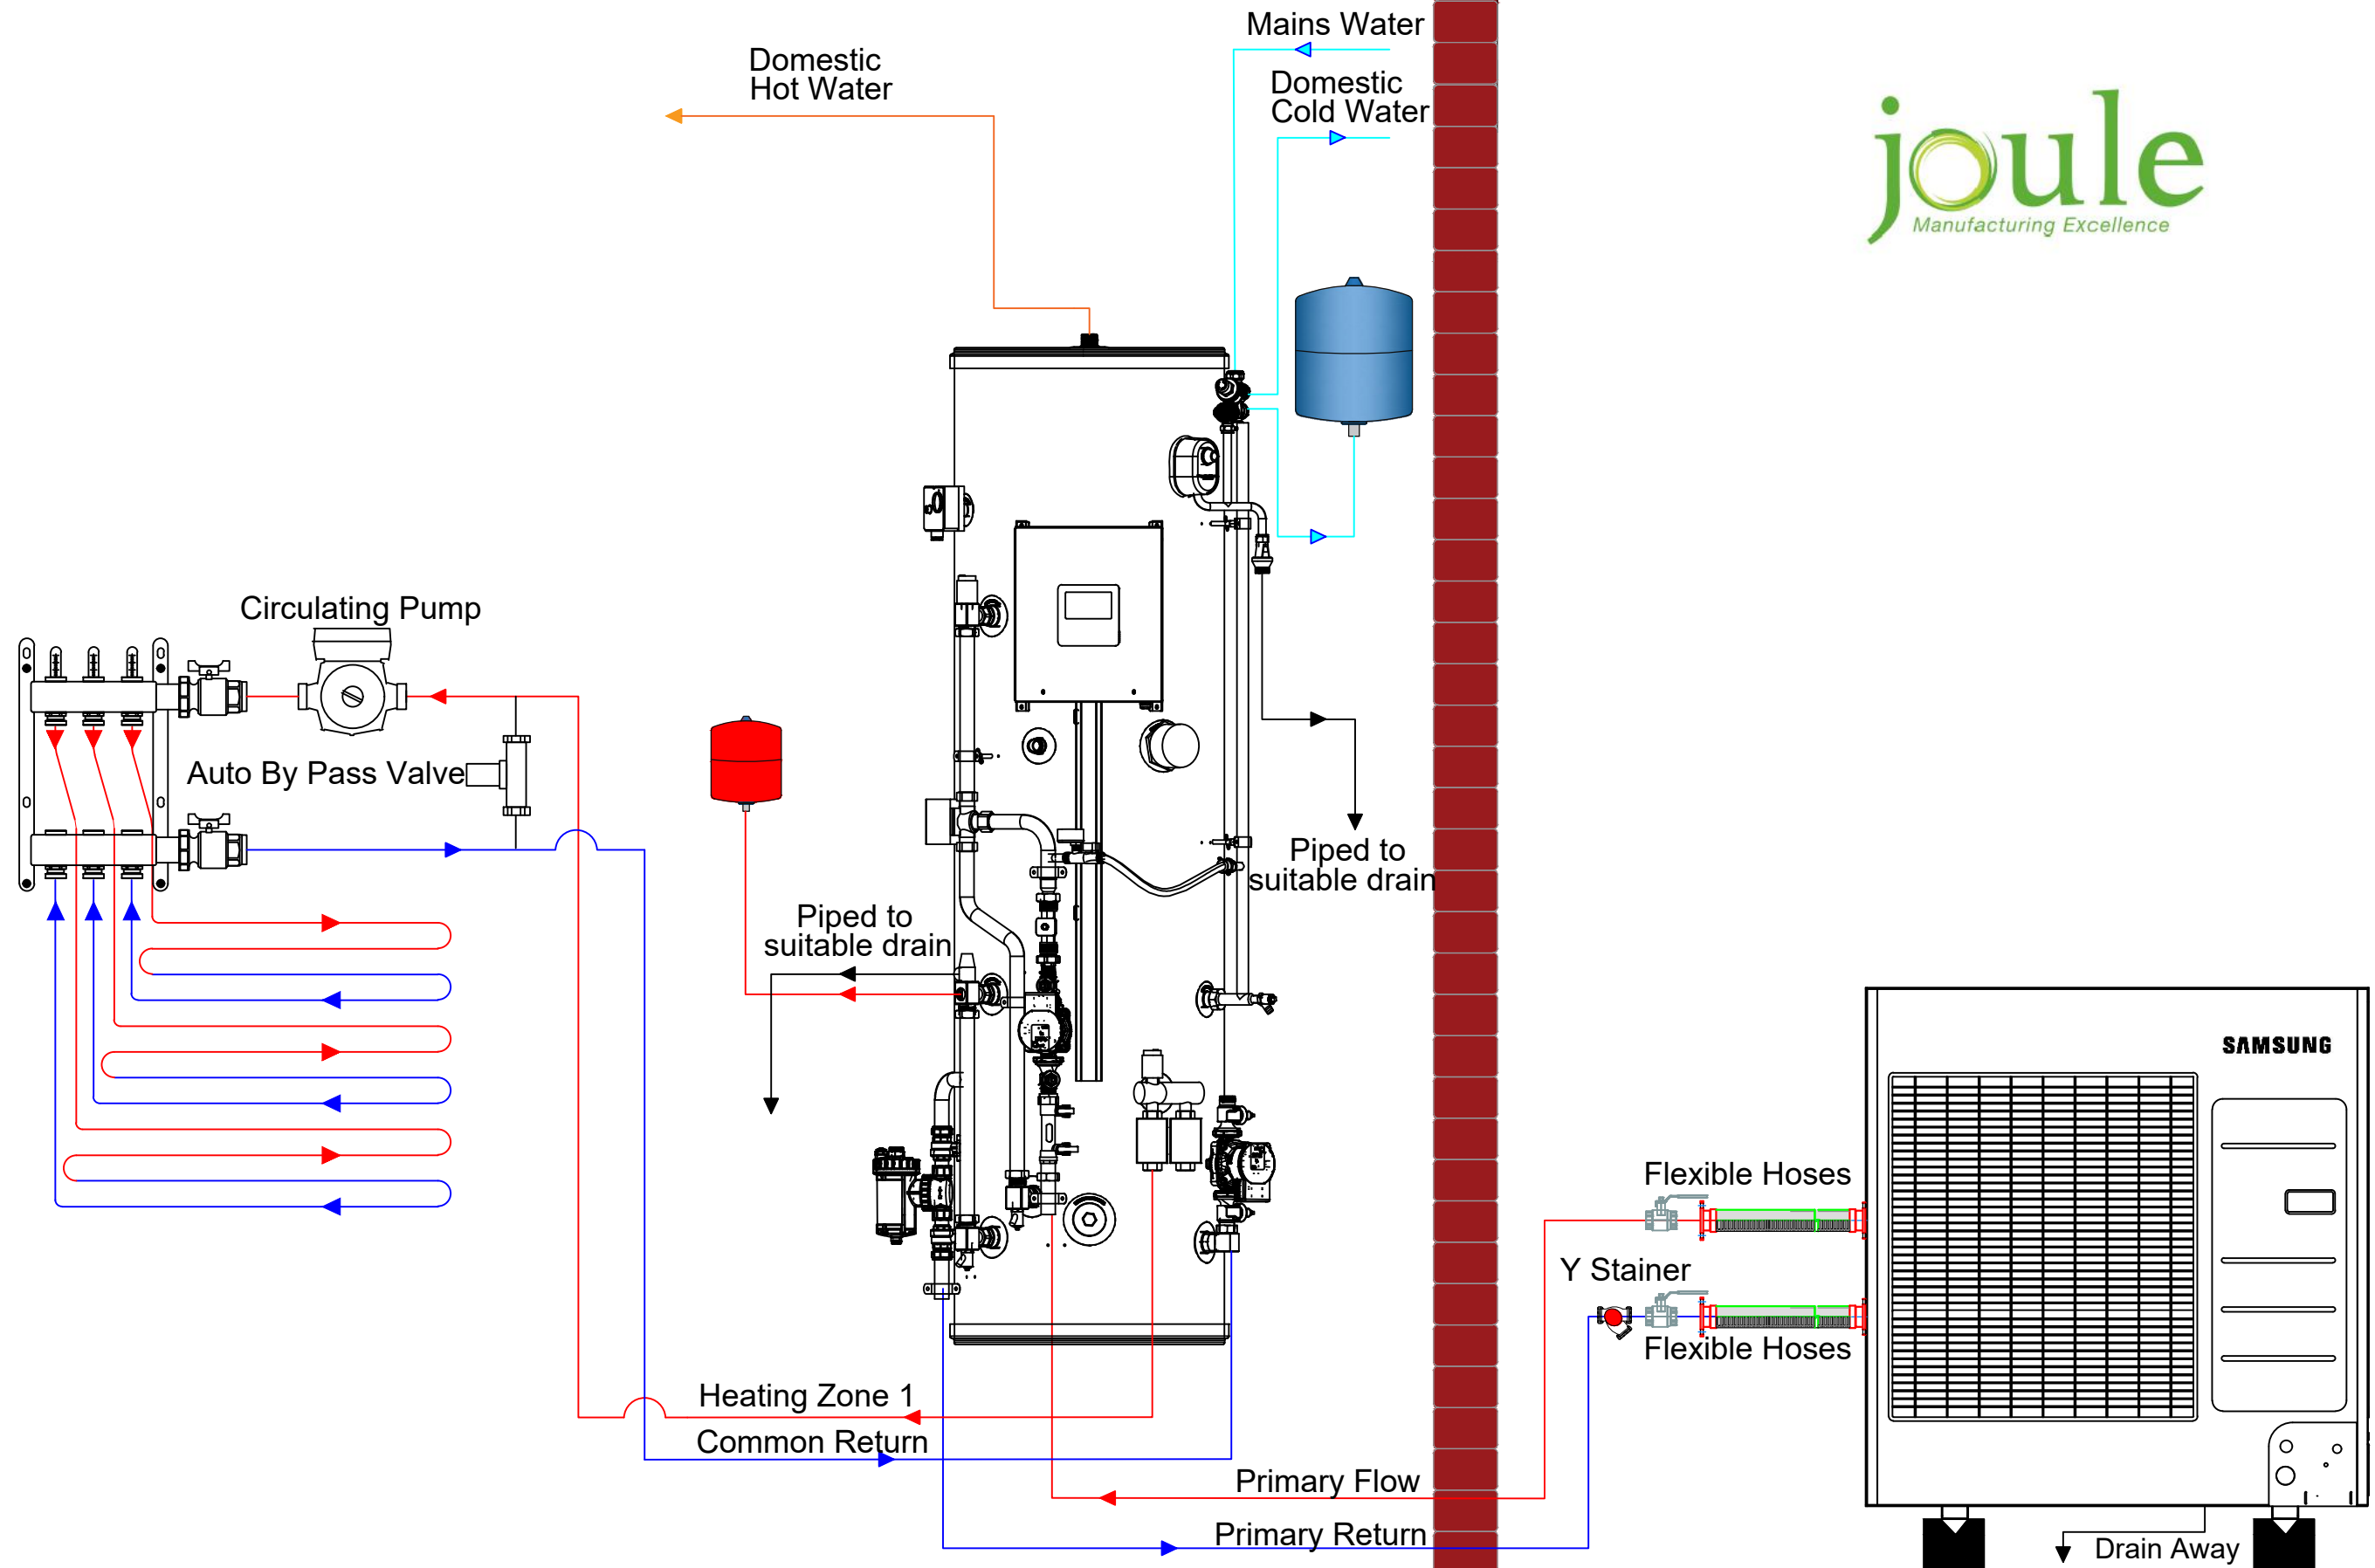 Mains Water
Domestic
Hot Water
Domestic
Cold Water
joule
Manufacturing Excellence
Circulating Pump
Auto By Pass Valve
Piped to
suitable drain
Piped to
suitable drain
SAMSUNG
Flexible Hoses
Y Stainer
Flexible Hoses
Heating Zone 1
Common Return
Primary Flow
Primary Return
Drain Away